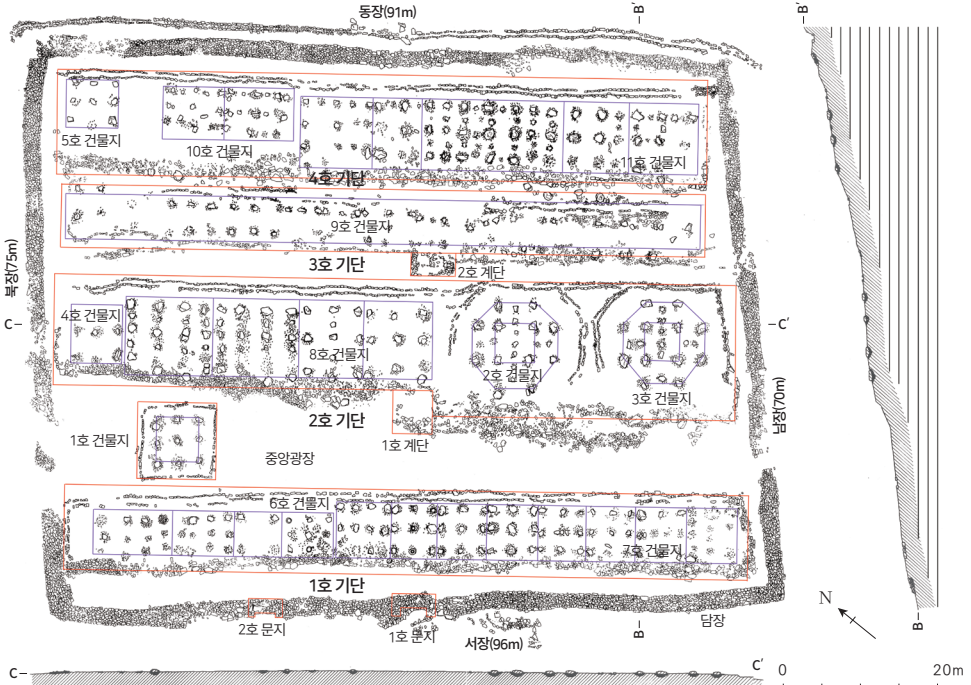 동장(91m)
B'
B'
5호 건물지
10호 건물지
11호 건물지
4호 기단
9호 건물지
북장(75m)
3호 기단
2호 계단
4호 건물지
C
C'
8호 건물지
2호 건물지
3호 건물지
2호 기단
남장(70m)
1호 건물지
중앙광장
1호 계단
6호 건물지
7호 건물지
1호 기단
N
2호 문지
1호 문지
서장(96m)
B
담장
B
C
C'
0
20m